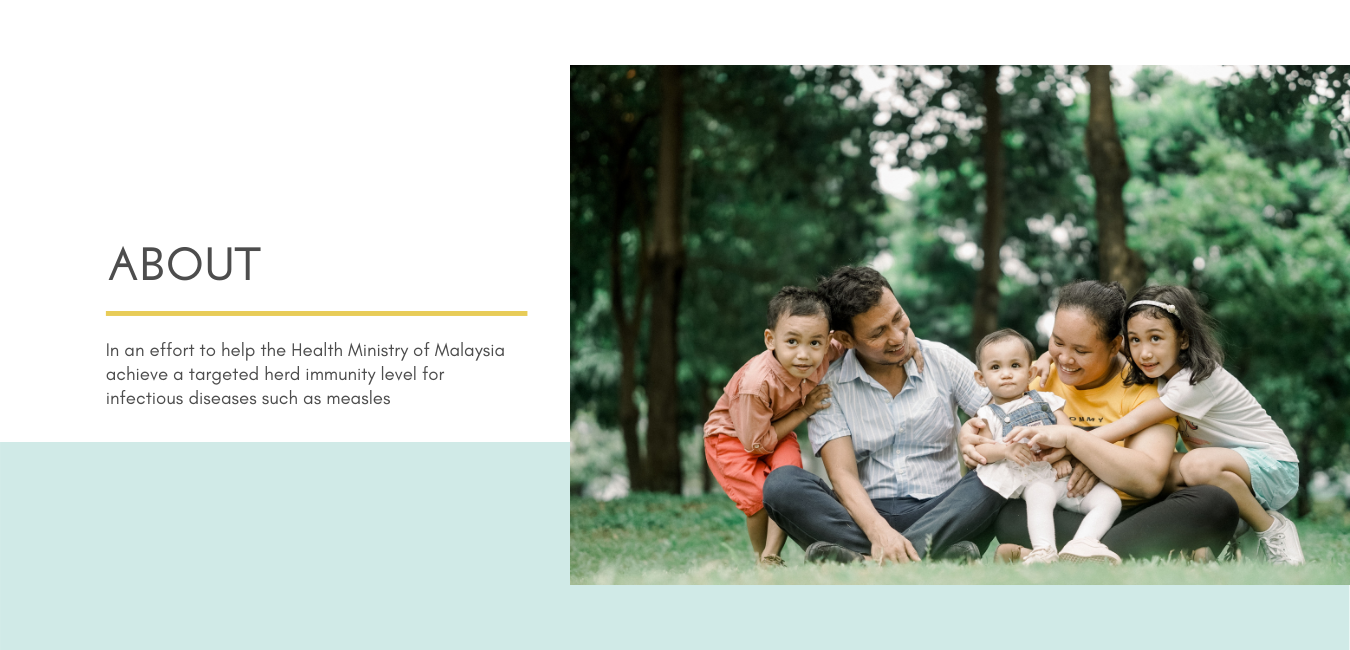 ABOUT
In an effort to help the Health Ministry of Malaysia
achieve a targeted herd immunity level for
infectious diseases such as measles